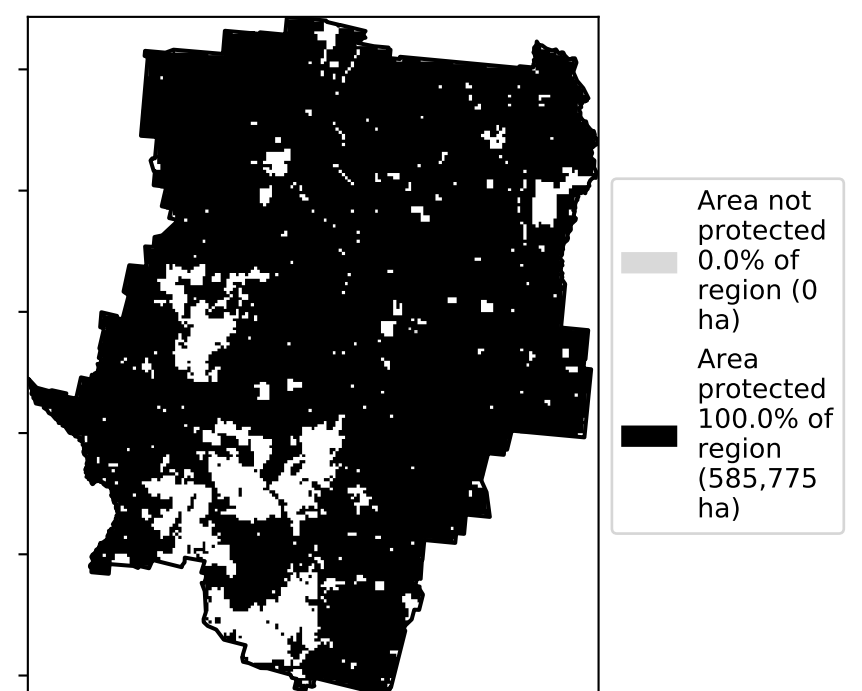 Area not
protected
0.0% of
region (0
ha)
Area
protected
100.0% of
region
(585,775
ha)